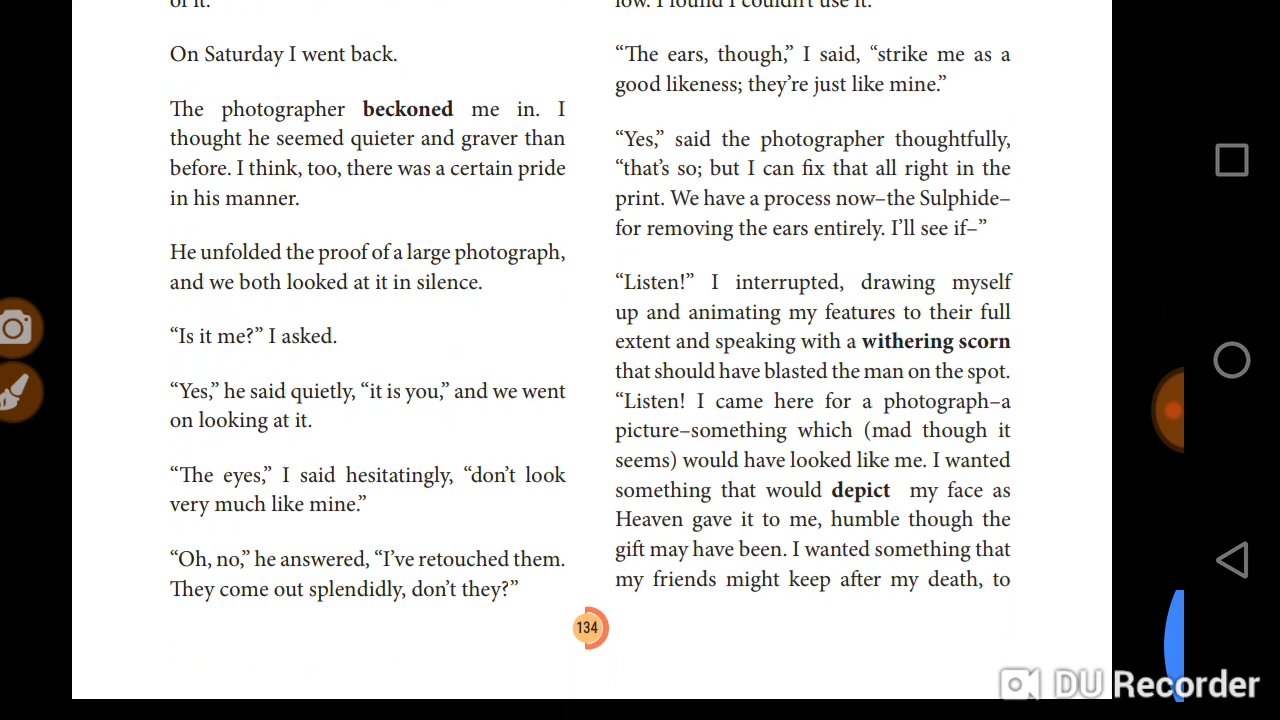 of it.
On Saturday I went back.
The photographer beckoned me in. I
thought he seemed quieter and graver than
before. I think, too, there was a certain pride
in his manner.
He unfolded the proof of a large photograph,
and we both looked at it in silence.
“Is it me?” I asked.
“Yes,” he said quietly, “it is you,” and we went
on looking at it.
“The eyes,” I said hesitatingly, “don’t look
very much like mine.”
“Oh, no,” he answered, “I’ve retouched them.
They come out splendidly, don’t they?”
low. I found I couldn’t use it.
“The ears, though,” I said, “strike me as a
good likeness; they’re just like mine.”
“Yes,” said the photographer thoughtfully,
“that’s so; but I can fix that all right in the
print. We have a process now–the Sulphide–
for removing the ears entirely. I’ll see if–”
“Listen!” I interrupted, drawing myself
up and animating my features to their full
extent and speaking with a withering scorn
that should have blasted the man on the spot.
“Listen! I came here for a photograph–a
picture–something which (mad though it
seems) would have looked like me. I wanted
something that would depict my face as
Heaven gave it to me, humble though the
gift may have been. I wanted something that
my friends might keep after my death, to
134
DU Recorder